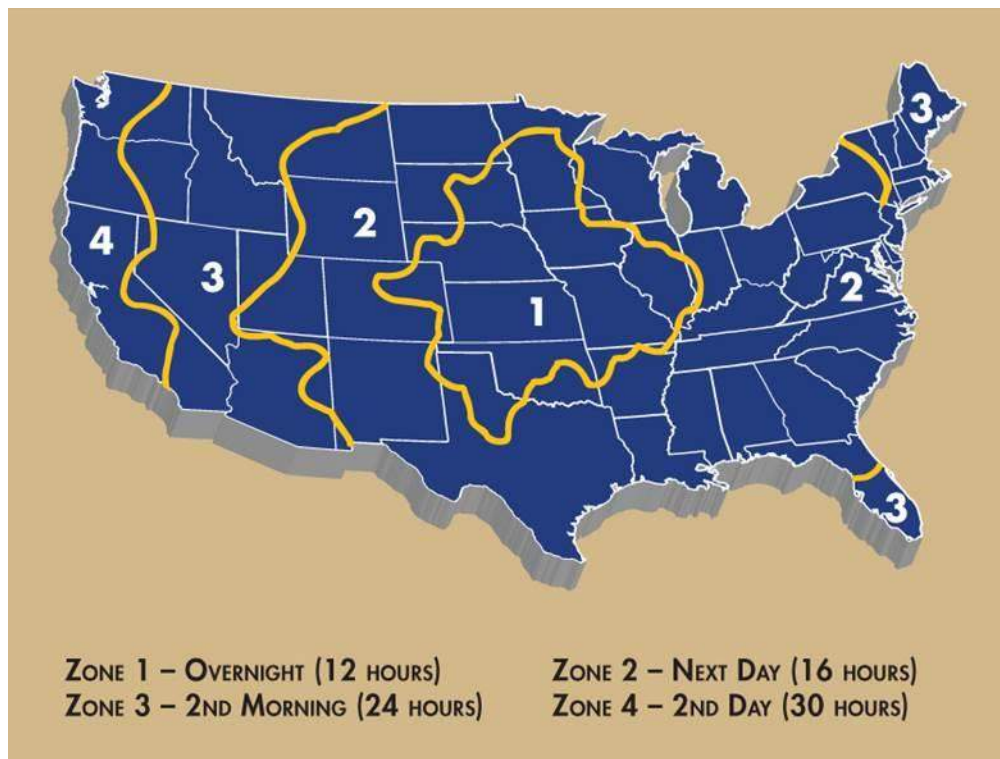 3
4
2
3
1
2
3
Zone 1 – Overnight (12 hours)
Zone 2 – Next Day (16 hours)
Zone 3 – 2nd Morning (24 hours)
Zone 4 – 2nd Day (30 hours)